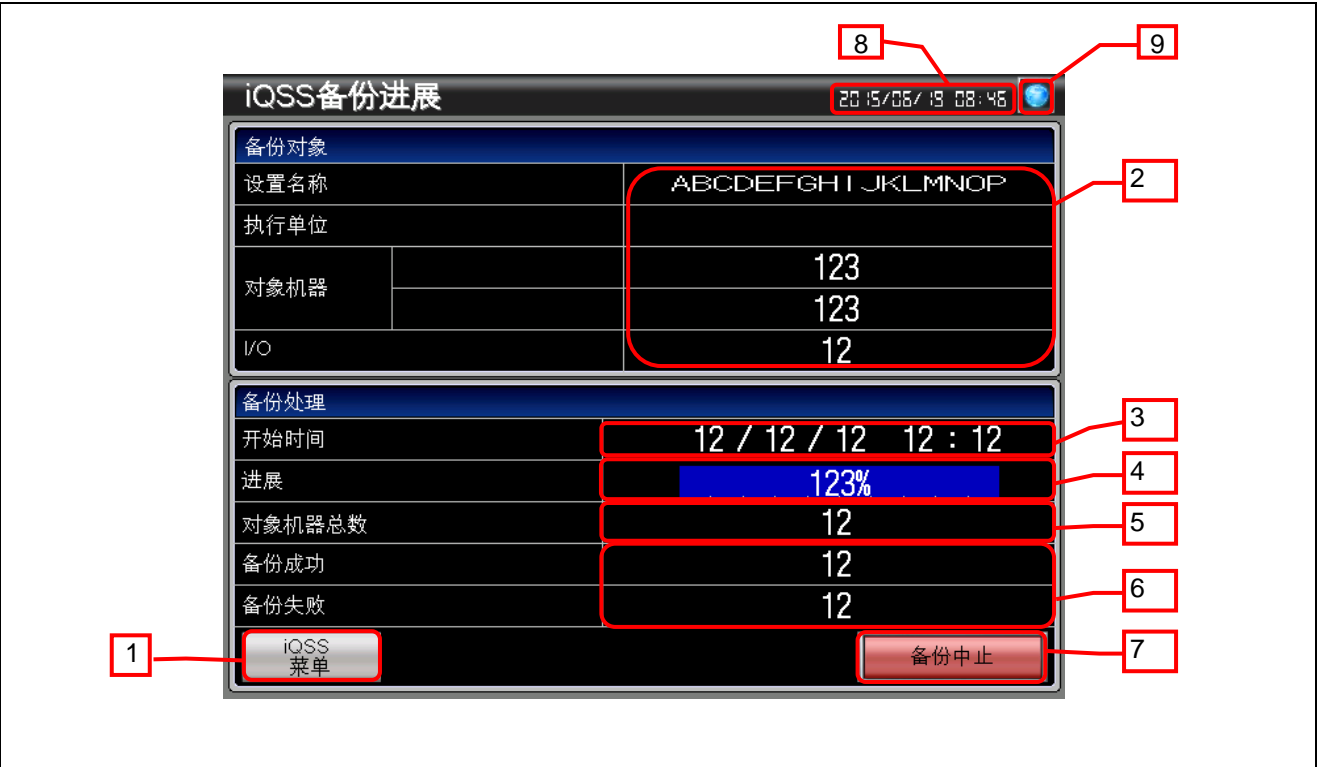 8
9
iQSS备份进展
2015/06/19 08:46
备份对象
设置名称
ABCDEFGHIJKLMNOP
2
执行单位
对象机器
123
123
I/O
12
备份处理
开始时间
12 / 12 / 12 12 : 12
3
进展
123%
4
对象机器总数
12
5
备份成功
12
备份失败
12
6
1
iQSS
菜单
备份中止
7